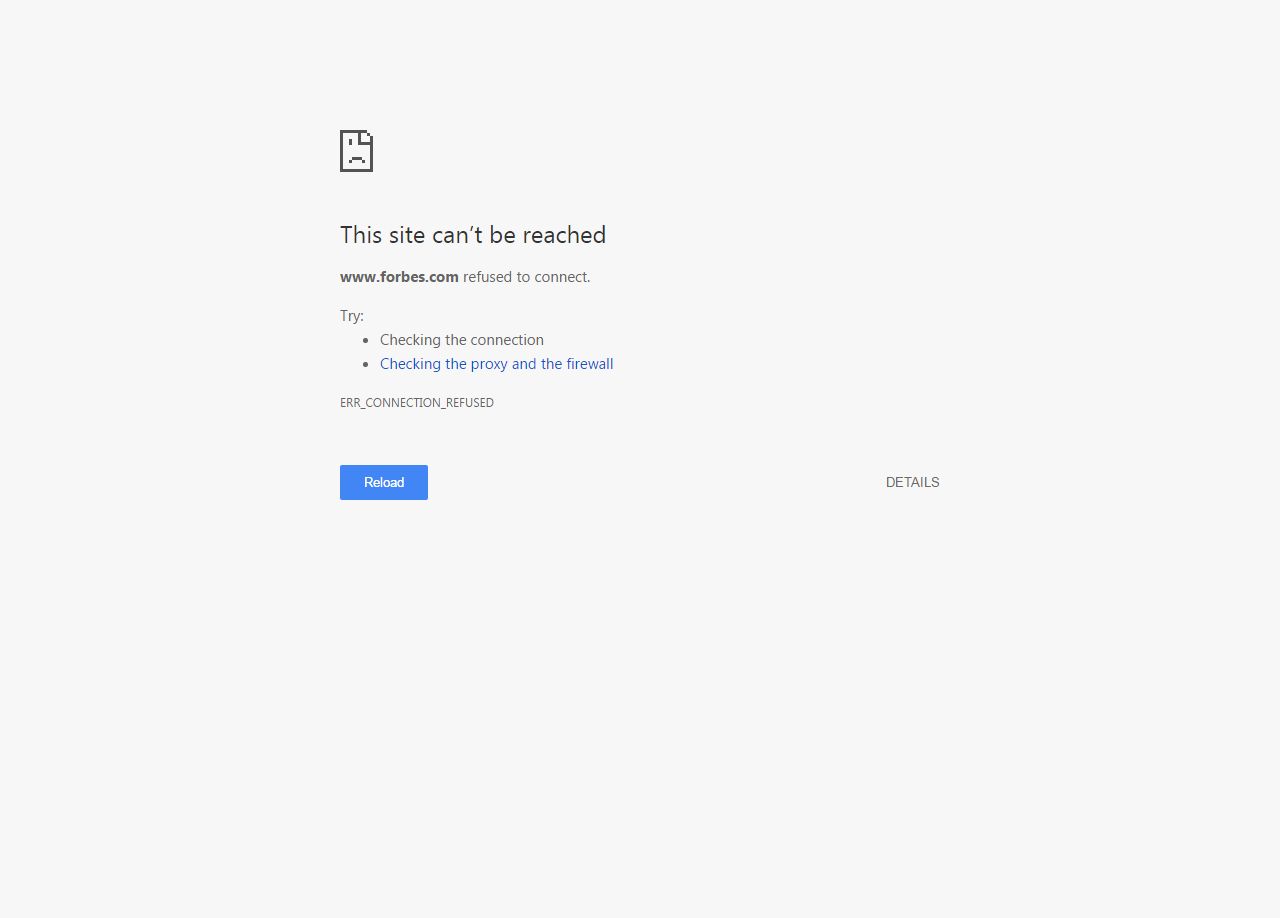 This site can’t be reached
www.forbes.com refused to connect.
Try:
Checking the connection
Checking the proxy and the firewall
ERR_CONNECTION_REFUSED
Reload
DETAILS